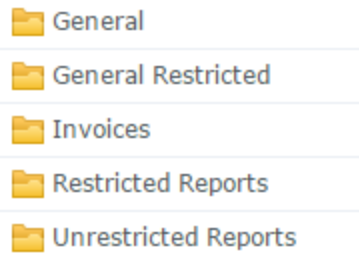 General
General Restricted
Invoices
Restricted Reports
Unrestricted Reports